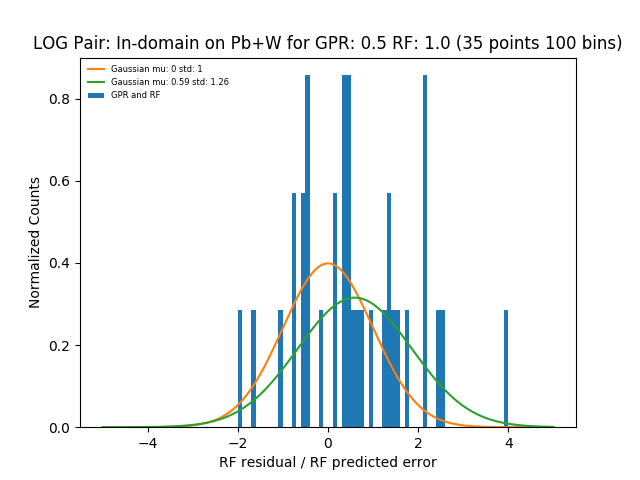 LOG Pair: In-domain on Pb+W for GPR: 0.5 RF: 1.0 (35 points 100 bins)
Gaussian mu: 0 std: 1
Gaussian mu: 0.59 std: 1.26
GPR and RF
Normalized Counts
0.8
0.6
0.4
0.2
0.0
−4 −2 0 2 4
RF residual / RF predicted error